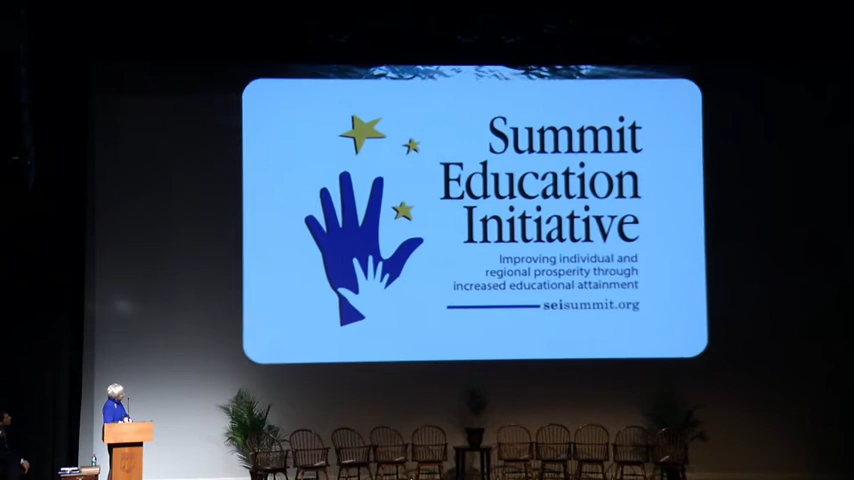 Summit
Education
Initiative
Improving individual and
regional prosperity through
increased educational attainment
seisummit.org